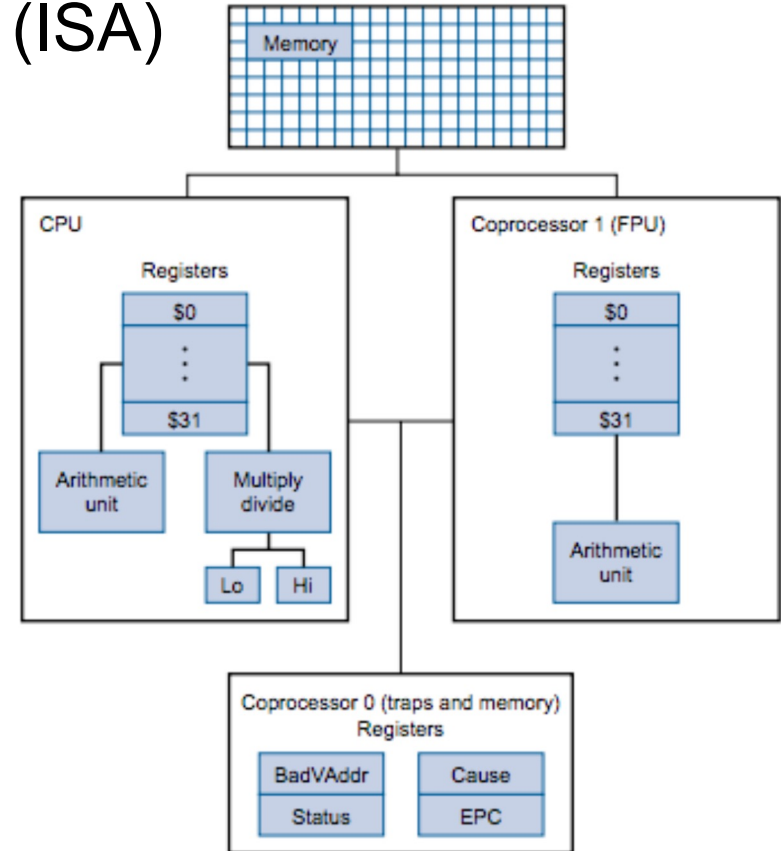 (ISA)
Memory
CPU
Registers
$0
$31
Arithmetic
unit
Multiply
divide
Lo
Hi
Coprocessor 1 (FPU)
Registers
$0
$31
Arithmetic
unit
Coprocessor 0 (traps and memory)
Registers
BadVAddr
Cause
Status
EPC